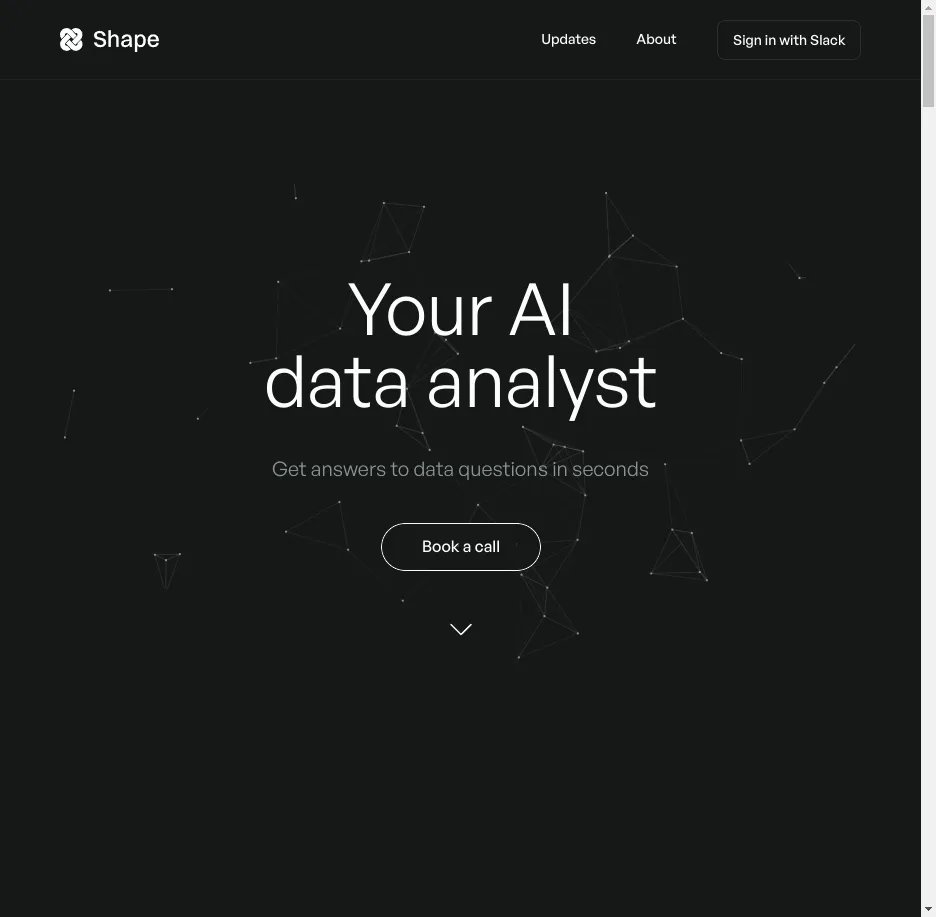 Shape
Updates
About
Sign in with Slack
Your AI
data analyst
Get answers to data questions in seconds
Book a call